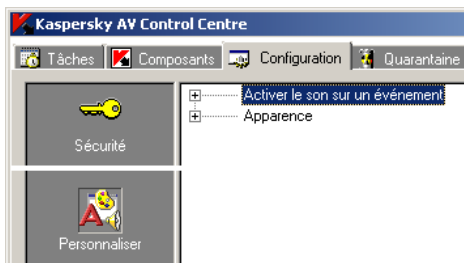 Kaspersky AV Control Centre
Tâches Composants Configuration Quarantaine
Activer le son sur un événement
Apparence
Sécurité
Personnaliser